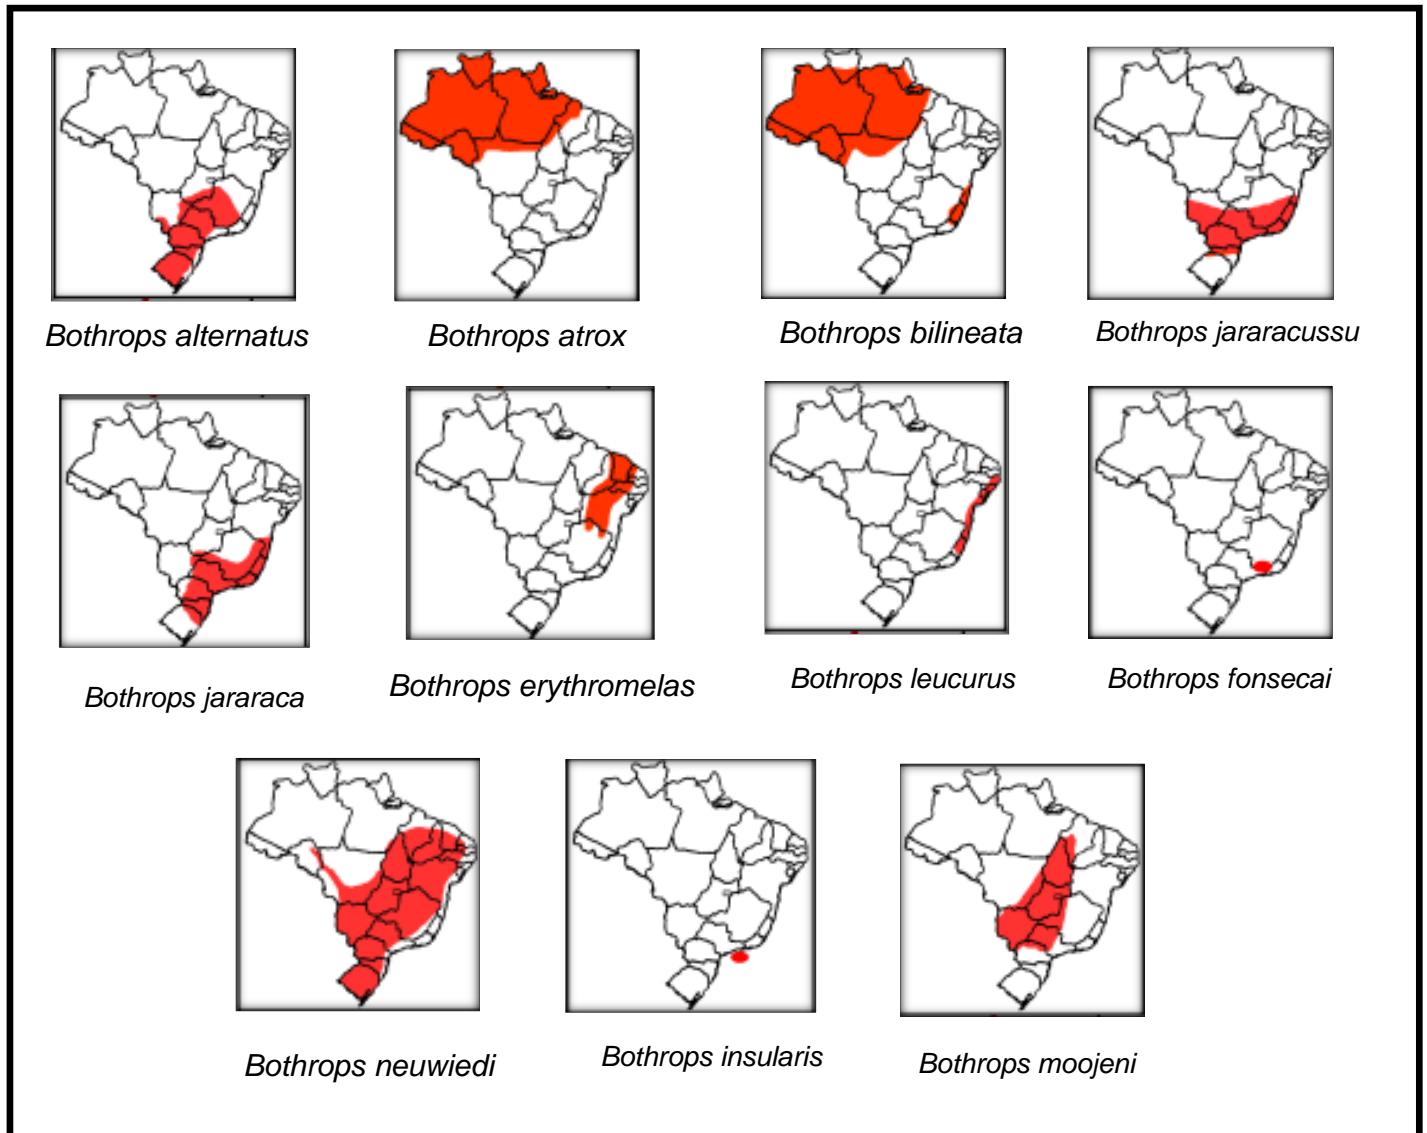 Bothrops alternatus
Bothrops atrox
Bothrops bilineata
Bothrops jararacussu
Bothrops jararaca
Bothrops erythromelas
Bothrops leucurus
Bothrops fonsecai
Bothrops neuwiedi
Bothrops insularis
Bothrops moojeni